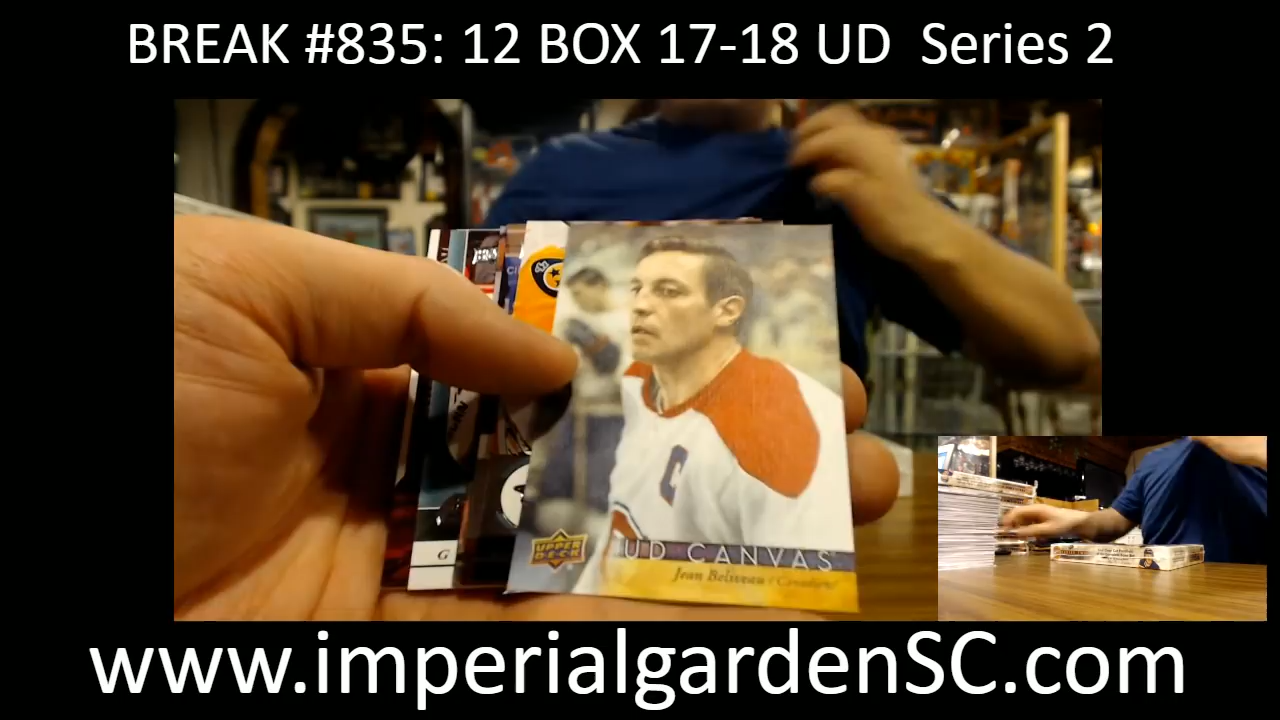 BREAK #835: 12 BOX 17-18 UD Series 2
UPPER DECK
UD CANVAS
Jean Beliveau / Canadiens
C
G
www.imperialgardenSC.com